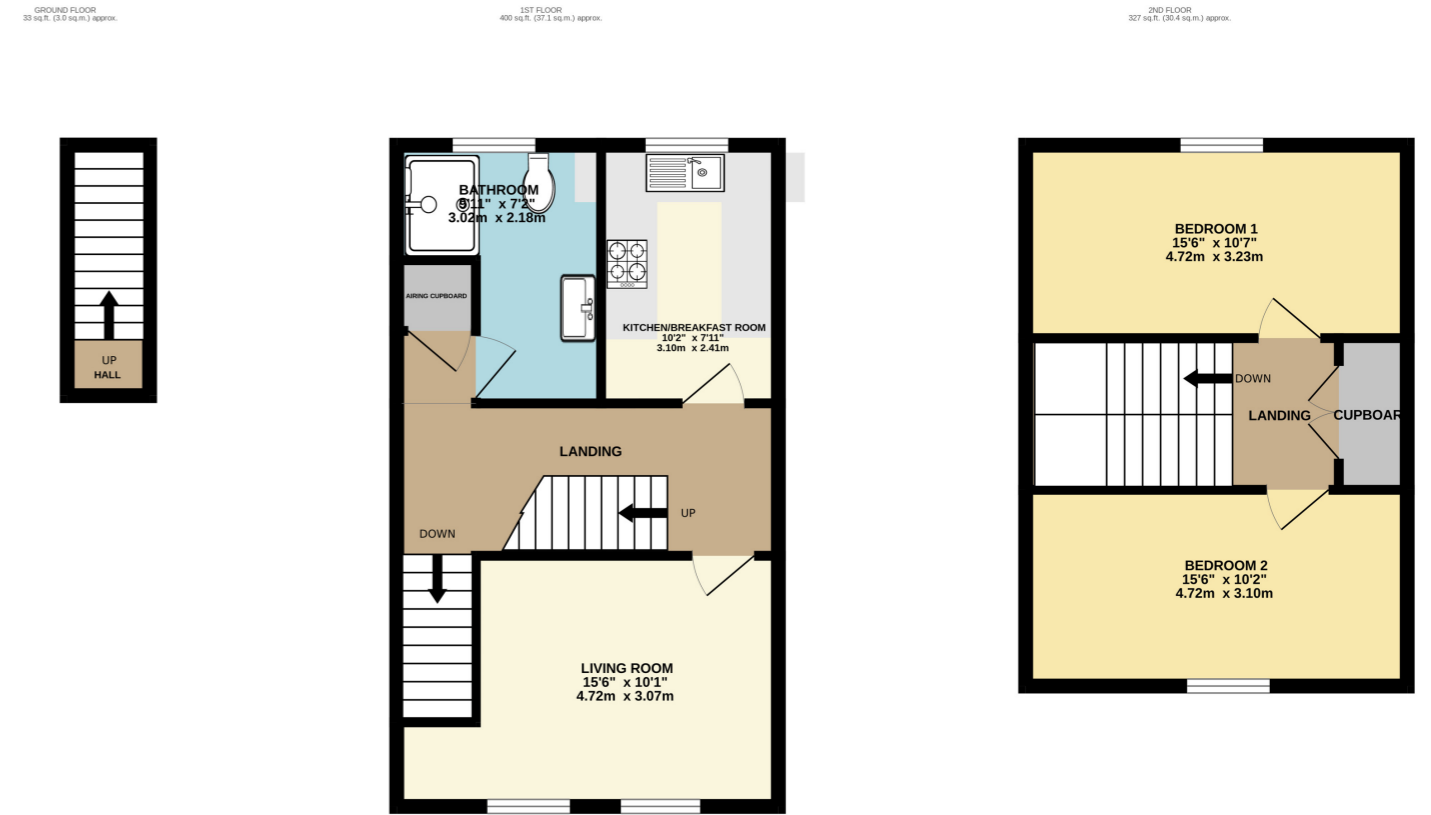 GROUND FLOOR
33 sq.ft. (3.0 sq.m.) approx.
UP
HALL
1ST FLOOR
400 sq.ft. (37.1 sq.m.) approx.
BATHROOM
9'11" x 7'2"
3.02m x 2.18m
AIRING CUPBOARD
KITCHEN/BREAKFAST ROOM
10'2" x 7'11"
3.10m x 2.41m
LANDING
UP
DOWN
LIVING ROOM
15'6" x 10'1"
4.72m x 3.07m
2ND FLOOR
327 sq.ft. (30.4 sq.m.) approx.
BEDROOM 1
15'6" x 10'7"
4.72m x 3.23m
DOWN
LANDING
CUPBOAR
BEDROOM 2
15'6" x 10'2"
4.72m x 3.10m